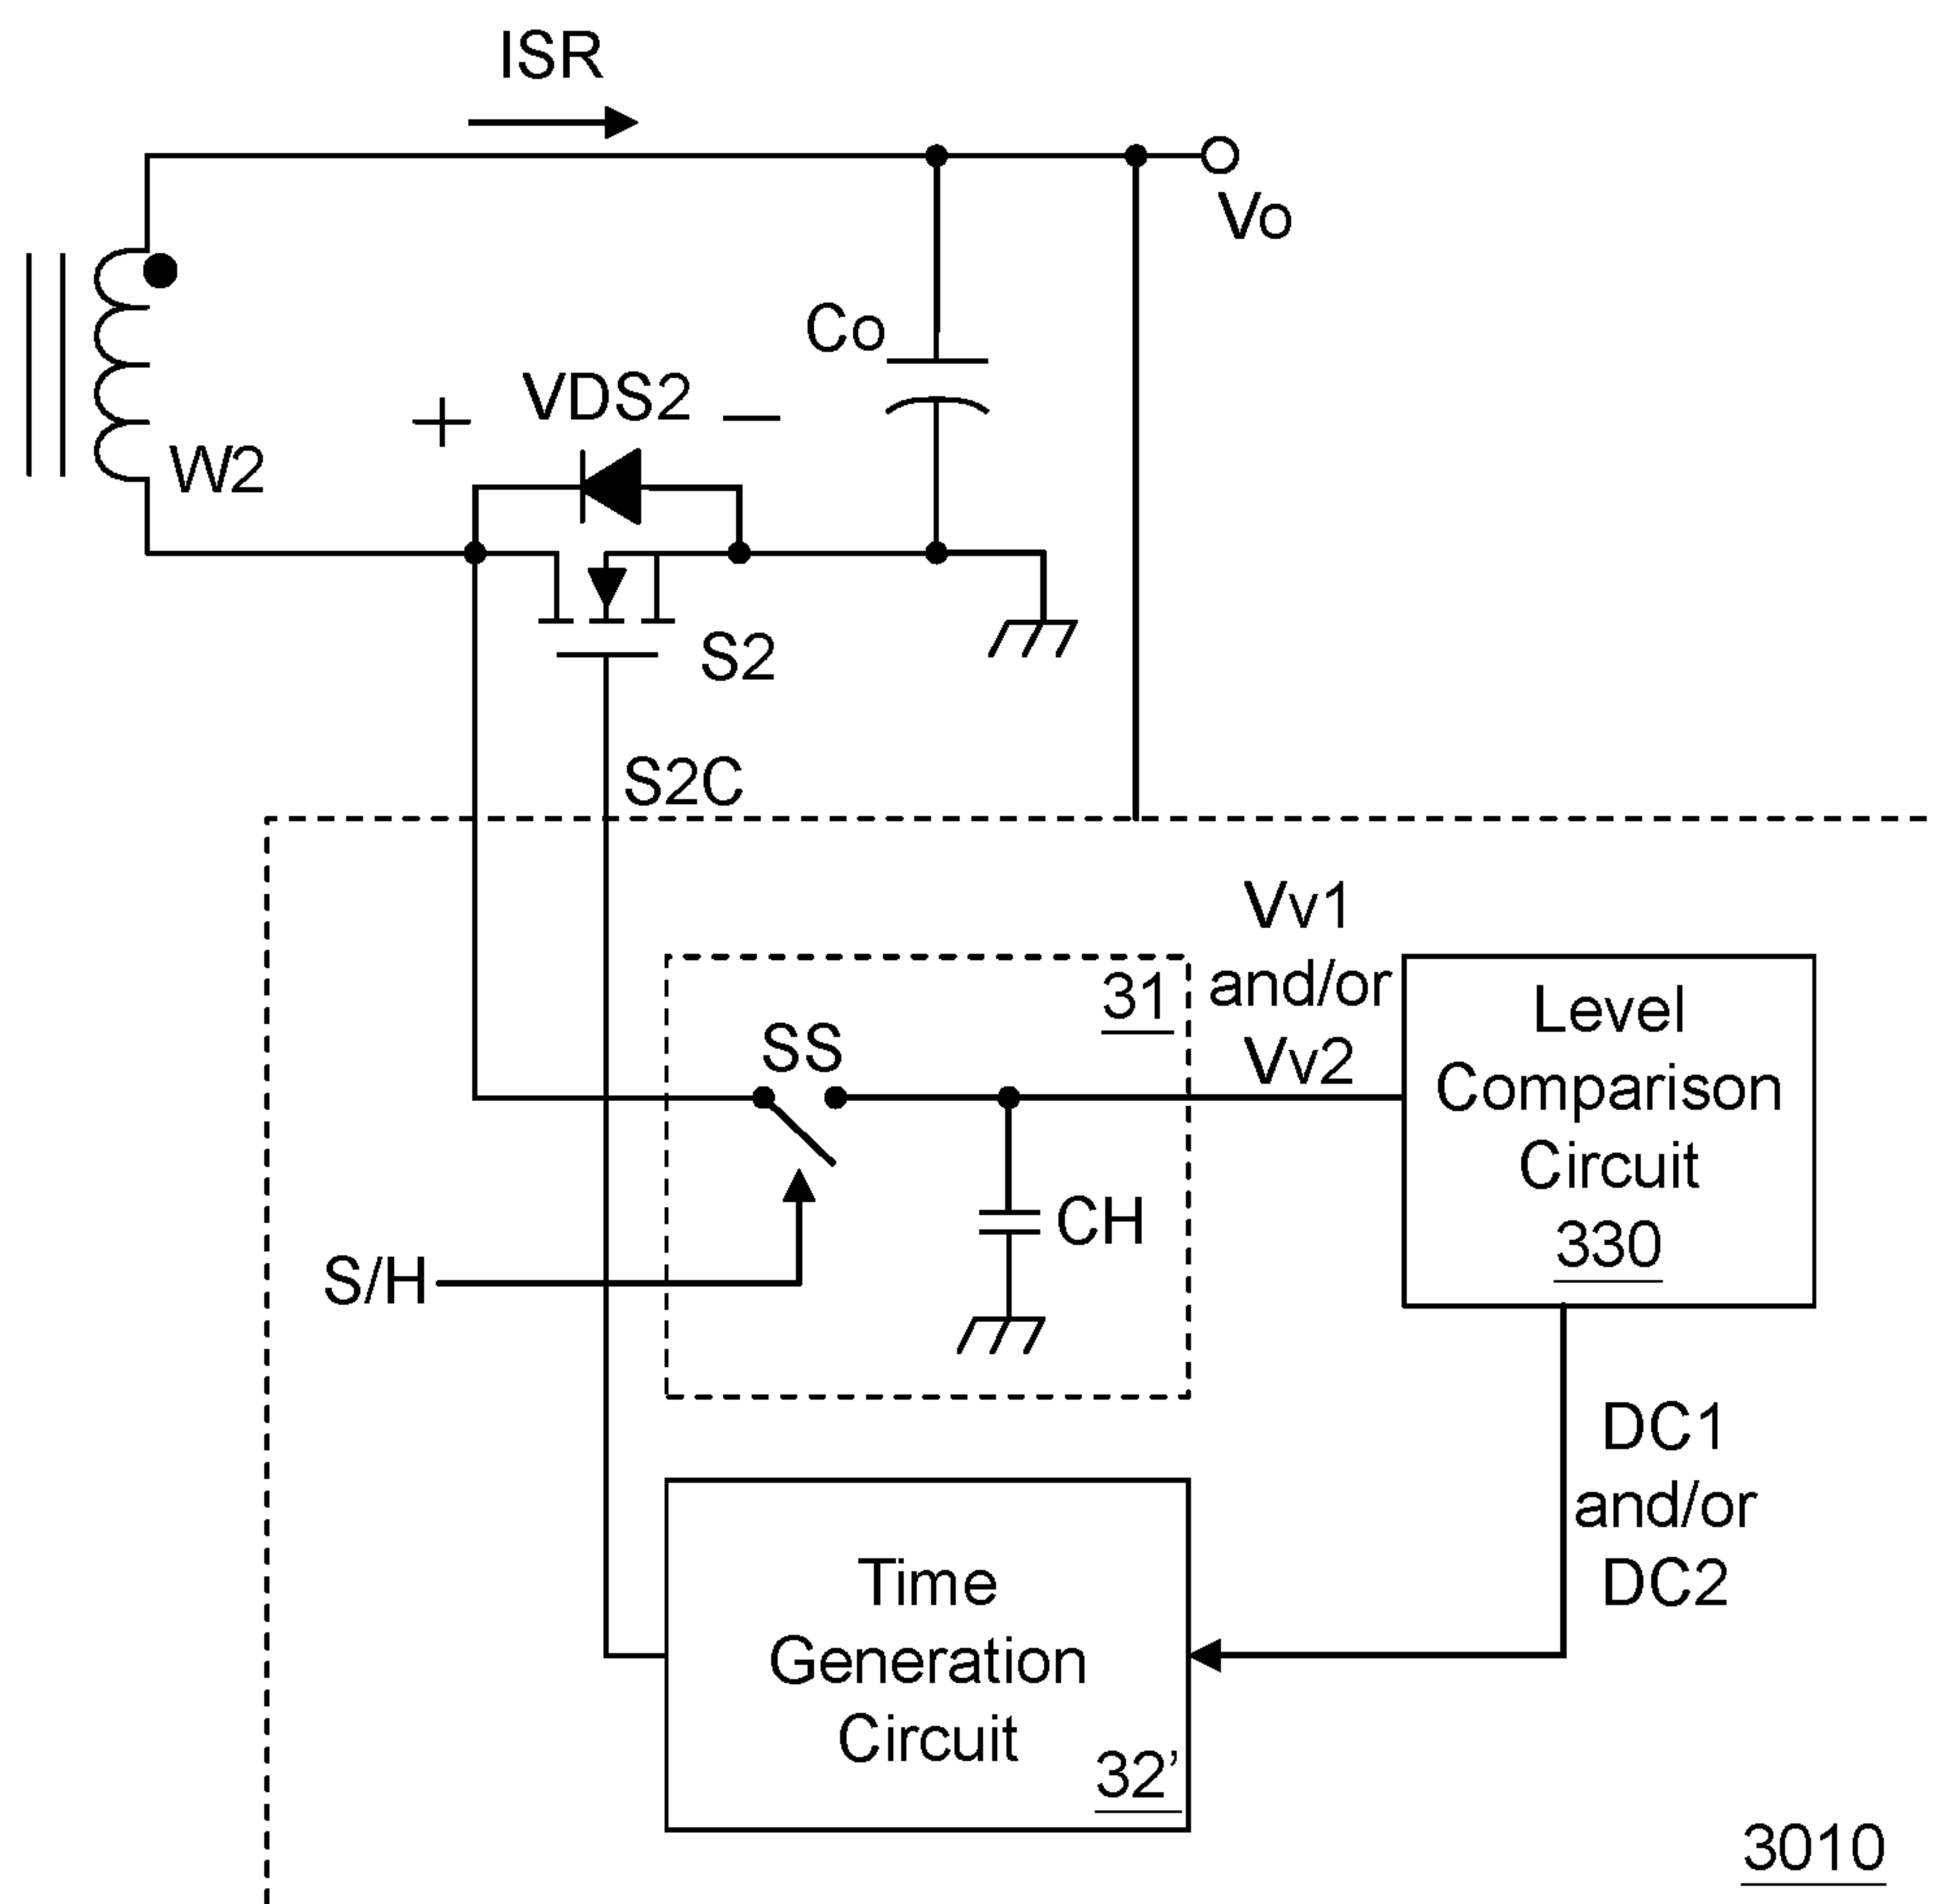 ISR
Vo
Co
+ VDS2 —
W2
S2
S2C
Vv1
and/or
Vv2
31
SS
CH
S/H
Level
Comparison
Circuit
330
DC1
and/or
DC2
Time
Generation
Circuit
32’
3010